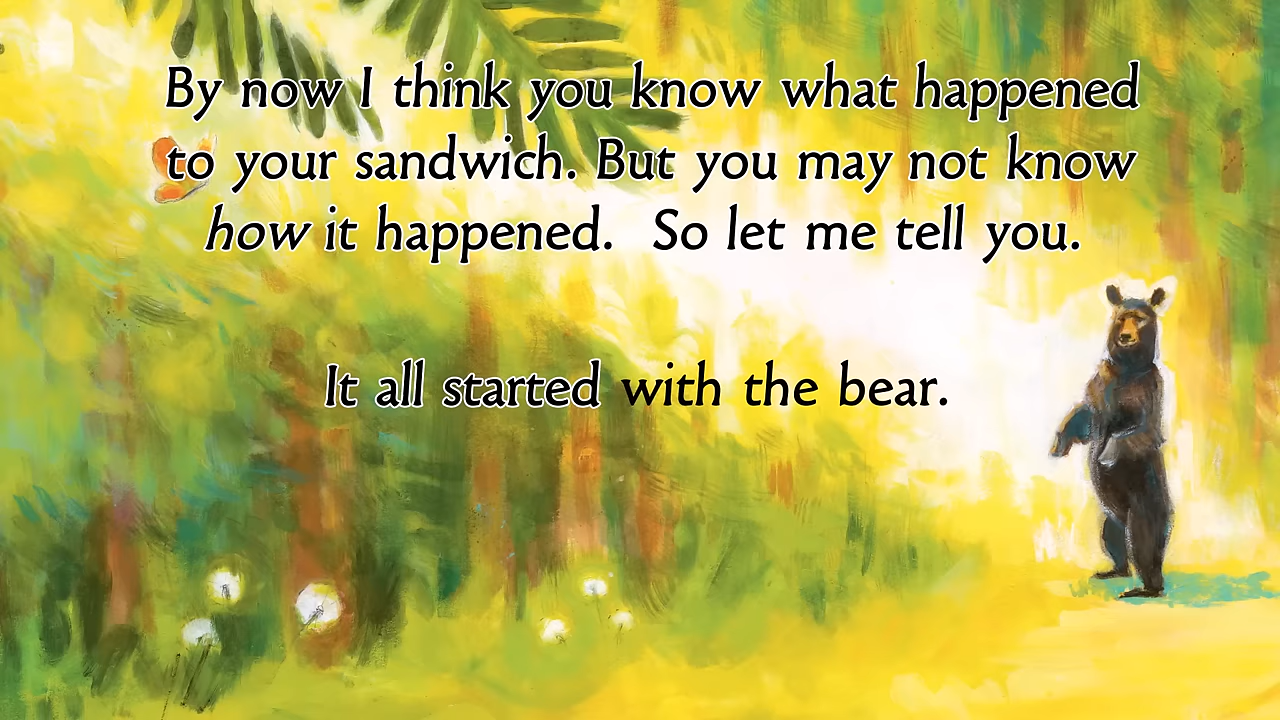 By now I think you know what happened
to your sandwich. But you may not know
how it happened.  So let me tell you.
It all started with the bear.